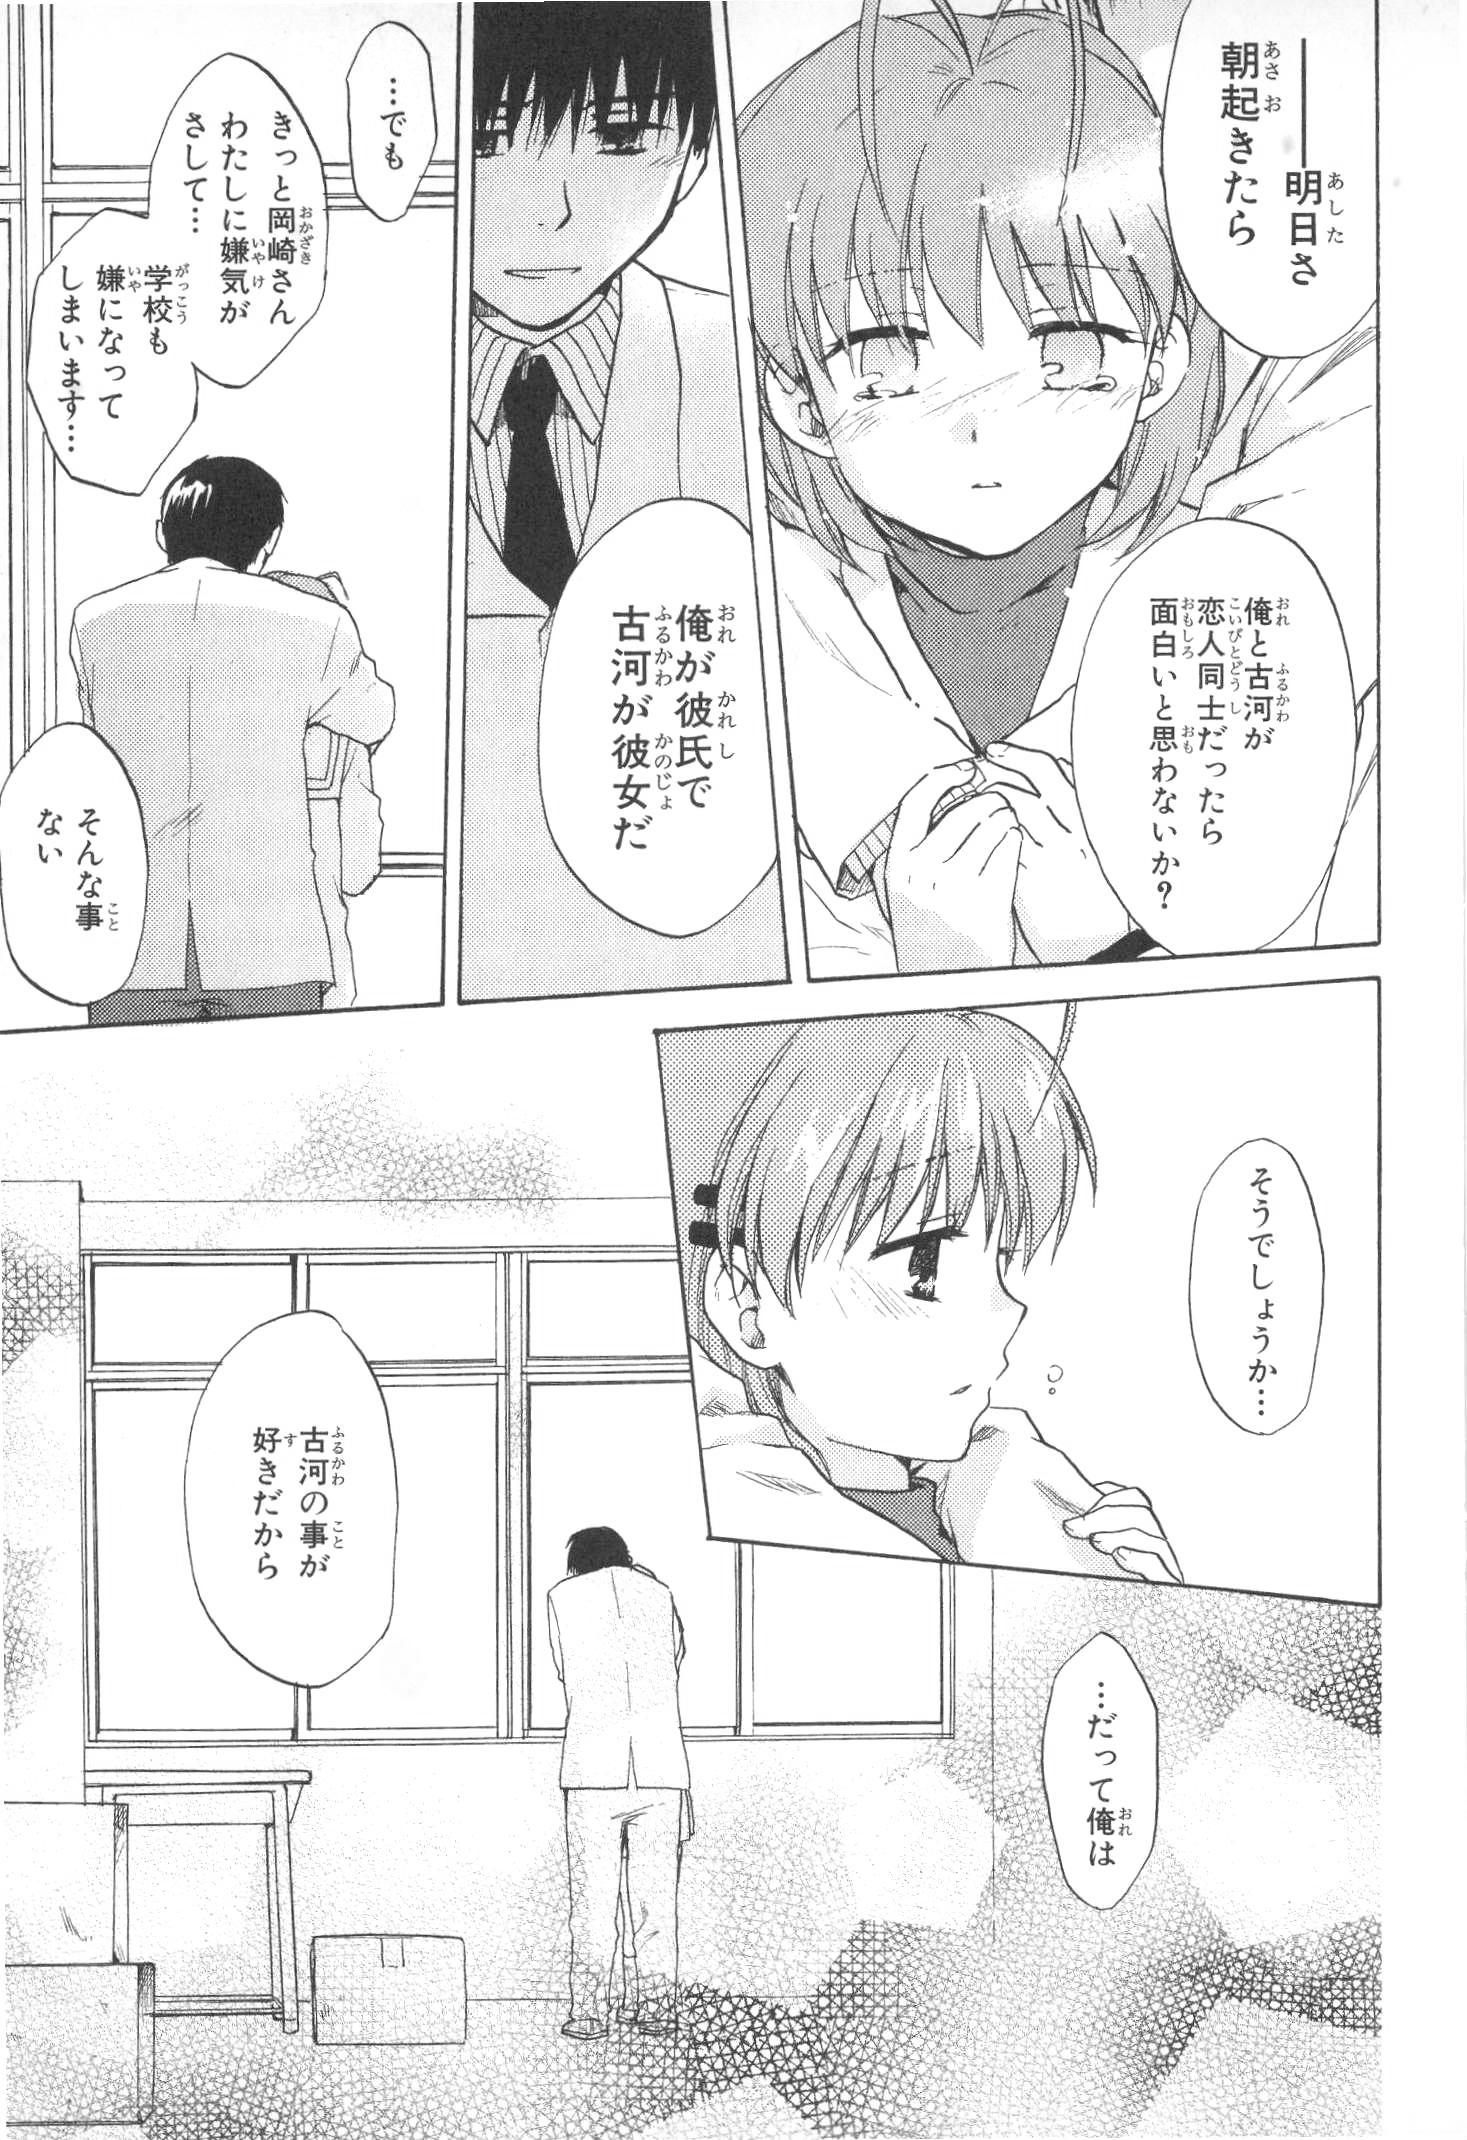 ――明日さ
朝起きたら
俺と古河が
恋人同士だったら
面白いと思わないか？
俺が彼氏で
古河が彼女だ
…でも
きっと岡崎さん
わたしに嫌気が
さして…
学校も
嫌になって
しまいます…
そんな事
ない
そうでしょうか…
…だって俺は
古河の事が
好きだから